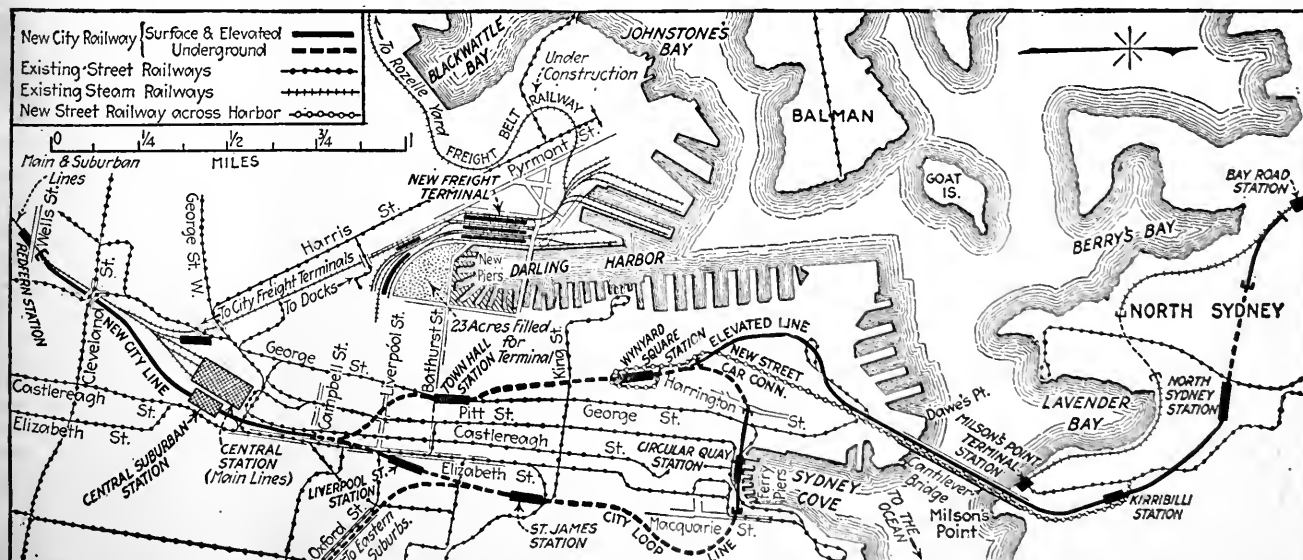 New City Railway
Surface & Elevated
Underground
Existing Street Railways
Existing Steam Railways
New Street Railway across Harbor
0 1/4 1/2 3/4 1
MILES
Main & Suburban
Lines
To Rozelle Yard
BLACKWATTLE
BAY
JOHNSTONE'S
BAY
Under
Construction
FREIGHT BELT RAILWAY
Pyrmont St.
NEW FREIGHT
TERMINAL
BALMAN
GOAT
IS.
BAY ROAD
STATION
BERRY'S BAY
NORTH SYDNEY
REDFERN STATION
Wells St.
Cleveland St.
George St. W.
Harris St.
To City Freight Terminals
To Docks
New
Piers
DARLING HARBOR
23 Acres Filled
for
Terminal
NEW CITY LINE
George St.
Campbell St.
Liverpool St.
Bathurst St.
TOWN HALL
STATION
King St.
WYNYARD
SQUARE
STATION
ELEVATED LINE
NEW STREET
CAR CONN.
Harrington St.
Dawe's Pt.
LAVENDER
BAY
NORTH
SYDNEY
STATION
Castlereagh St.
Elizabeth St.
Pitt St.
George St.
Castlereagh St.
Elizabeth St.
CENTRAL SUBURBAN
STATION
CENTRAL
STATION
(Main Lines)
LIVERPOOL ST.
STATION
CIRCULAR QUAY
STATION
Ferry
Piers
SYDNEY
COVE
MILSON'S POINT
TERMINAL
STATION
Cantilever
Bridge
Milson's
Point
KIRRIBILLI
STATION
TO THE
OCEAN
Oxford St.
To Eastern
Suburbs.
ST. JAMES
STATION
CITY LOOP LINE
Macquarie St.